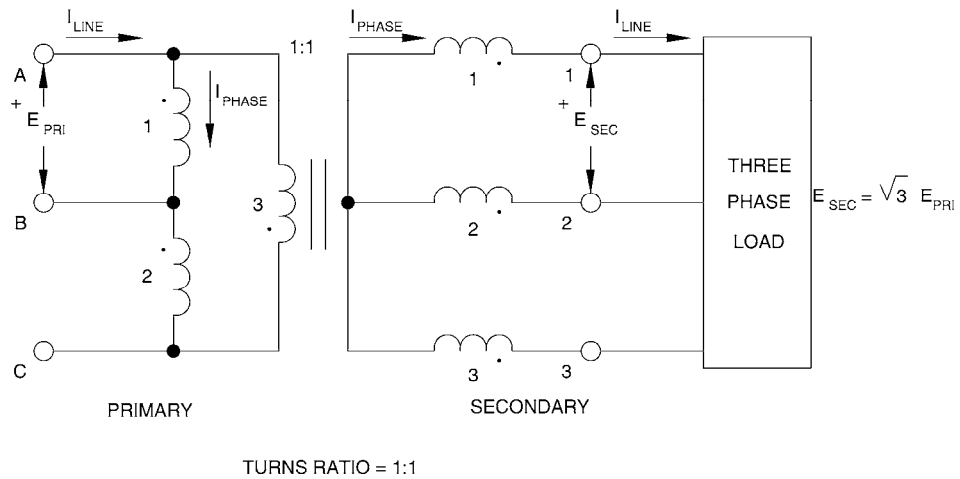 I LINE
I PHASE
I LINE
1:1
A
+
E PRI
1
I PHASE
B
2
3
C
1
1
+
E SEC
2
2
3
3
THREE
PHASE
LOAD
E SEC = √3 E PRI
PRIMARY
SECONDARY
TURNS RATIO = 1:1